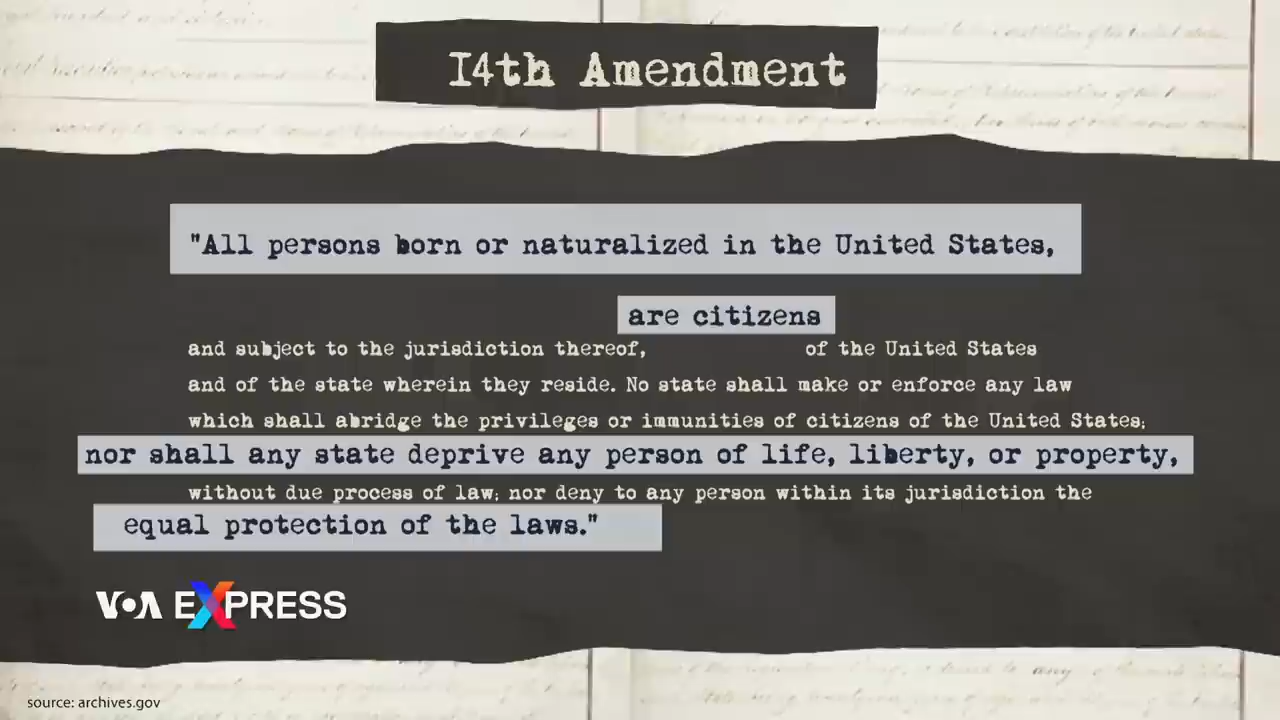 14th Amendment
"All persons born or naturalized in the United States,
are citizens
and subject to the jurisdiction thereof, of the United States
and of the state wherein they reside. No state shall make or enforce any law
which shall abridge the privileges or immunities of citizens of the United States;
nor shall any state deprive any person of life, liberty, or property,
without due process of law; nor deny to any person within its jurisdiction the
equal protection of the laws."
VOA EXPRESS
source: archives.gov